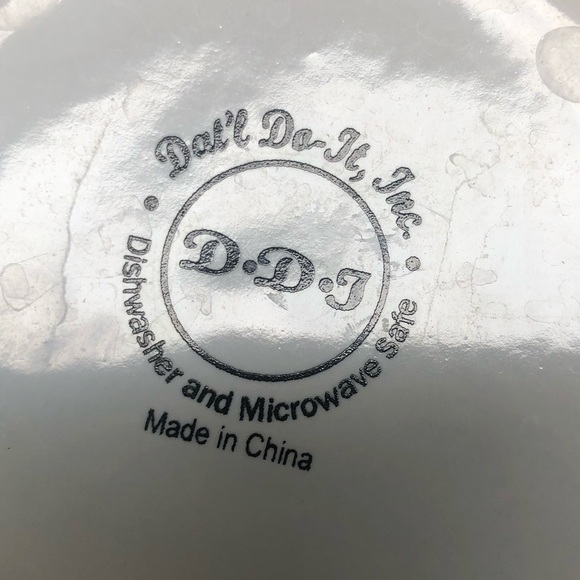 Dat'l Do-It, Inc.
D·D·I
• Dishwasher and Microwave Safe •
Made in China